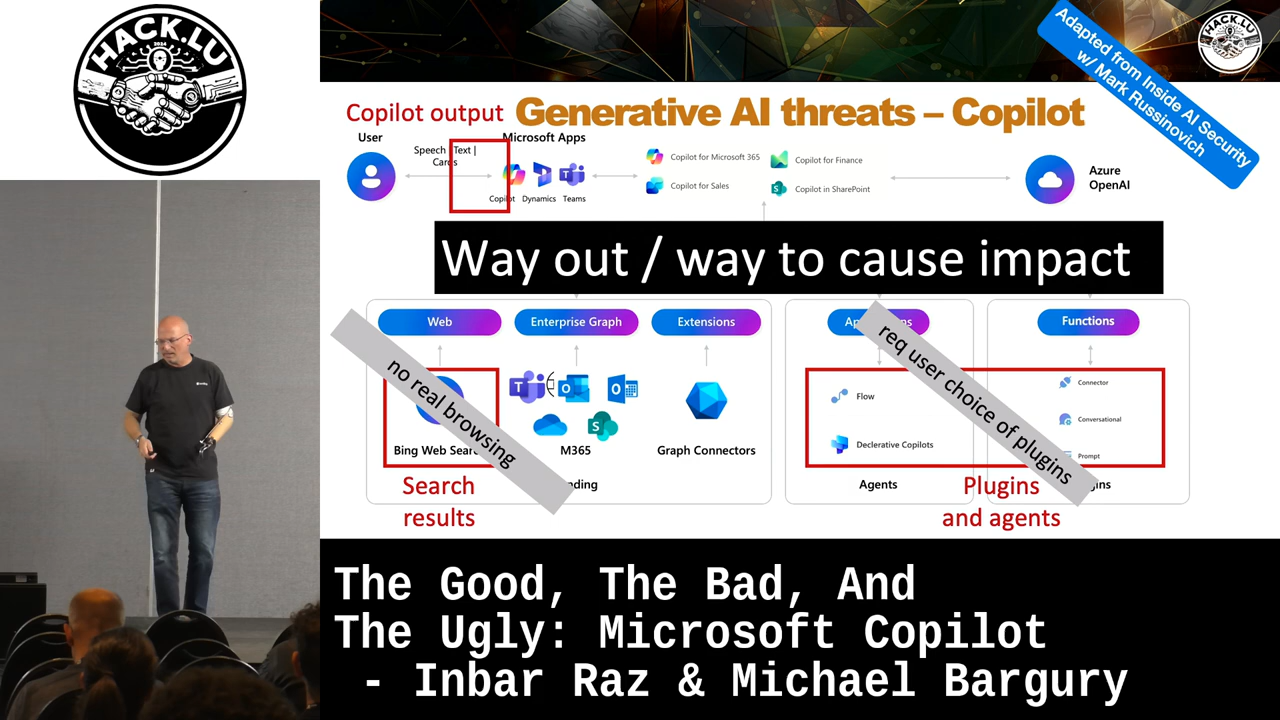 HACK.LU
2024
Adapted from Inside AI Security
w/ Mark Russinovich
HACK.LU
Copilot output
Generative AI threats – Copilot
User
Speech | Text |
Cards
Microsoft Apps
Copilot
Dynamics
Teams
Copilot for Microsoft 365
Copilot for Finance
Copilot for Sales
Copilot in SharePoint
Azure
OpenAI
Way out / way to cause impact
Web
Enterprise Graph
Extensions
Functions
no real browsing
req user choice of plugins
Flow
Connector
Conversational
Declerative Copilots
Prompt
Bing Web
M365
Graph Connectors
Agents
Search
results
Plugins
and agents
The Good, The Bad, And
The Ugly: Microsoft Copilot
- Inbar Raz & Michael Bargury